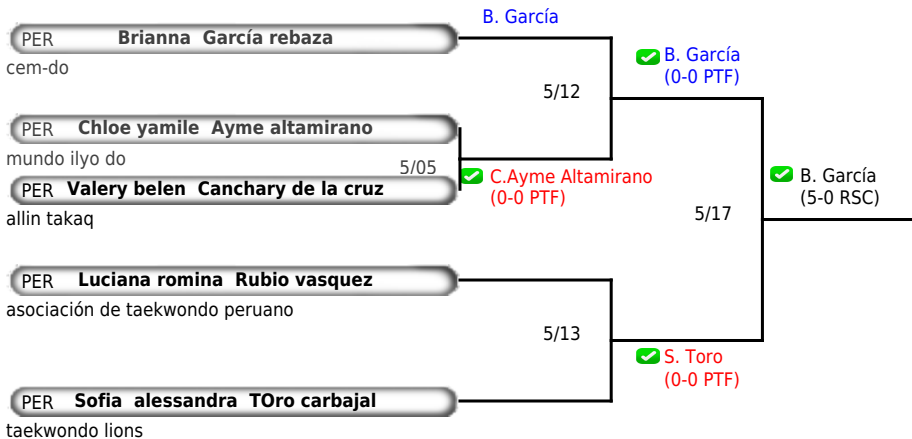 B. García
PER Brianna García rebaza
cem-do
B. García
(0-0 PTF)
5/12
PER Chloe yamile Ayme altamirano
mundo ilyo do
5/05
C.Ayme Altamirano
(0-0 PTF)
PER Valery belen Canchary de la cruz
allin takaq
B. García
(5-0 RSC)
5/17
PER Luciana romina Rubio vasquez
asociación de taekwondo peruano
5/13
S. Toro
(0-0 PTF)
PER Sofia alessandra TOro carbajal
taekwondo lions